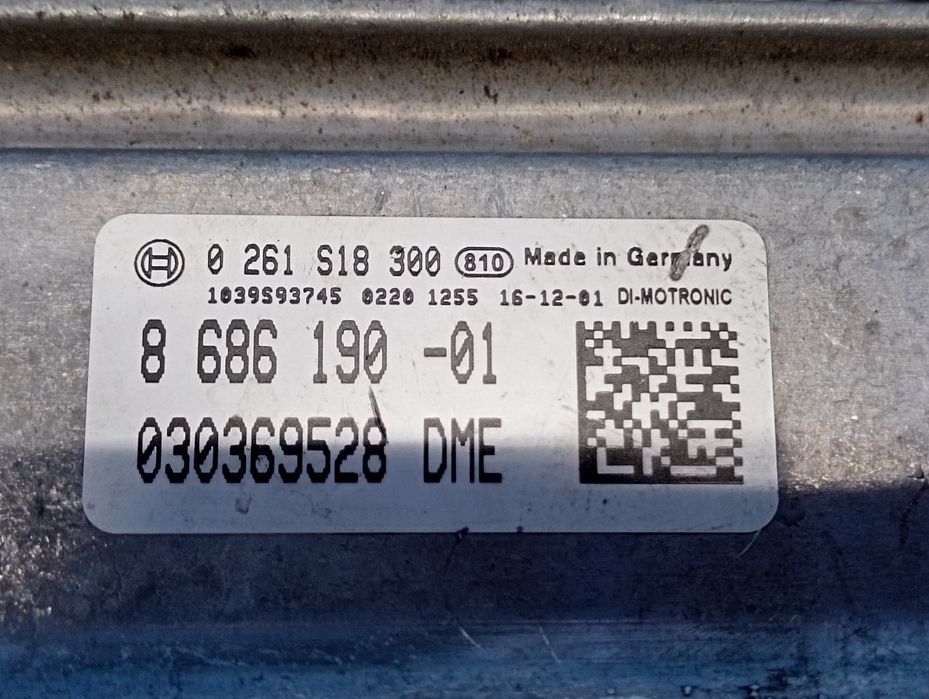 0 261 S18 300 810 Made in Germany
1039S93745 0220 1255 16-12-01 DI-MOTRONIC
8 686 190 -01
030369528 DME